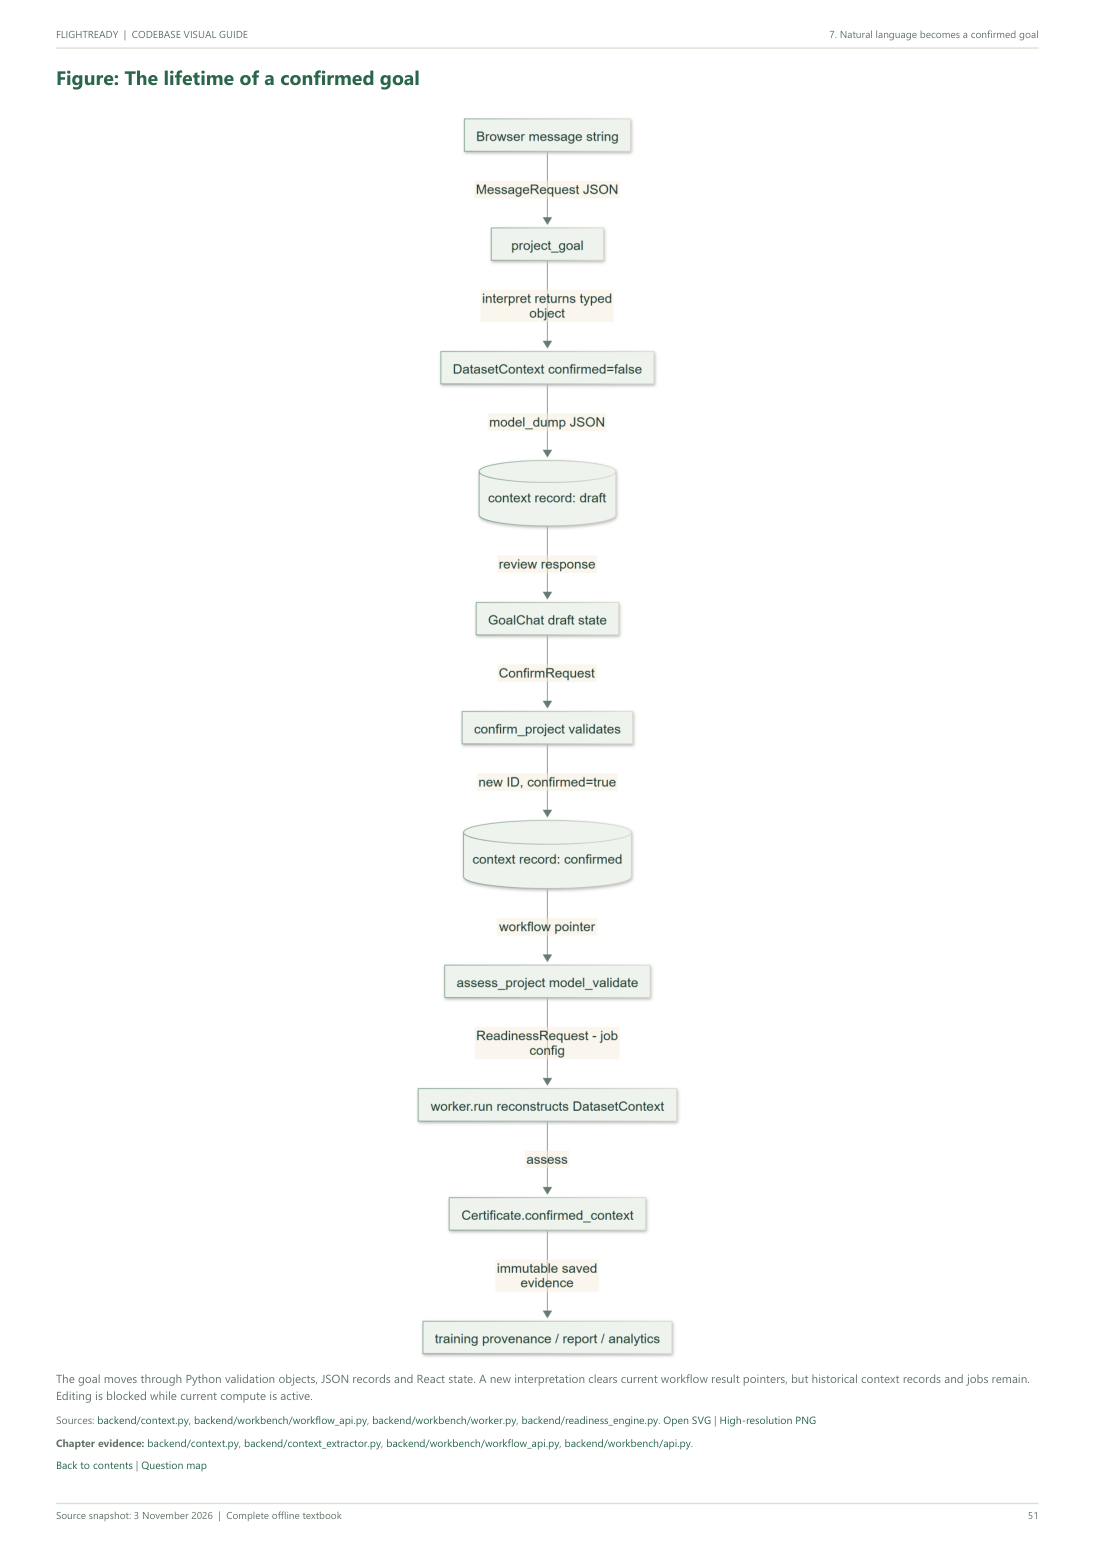 FLIGHTREADY | CODEBASE VISUAL GUIDE
7. Natural language becomes a confirmed goal
Figure: The lifetime of a confirmed goal
Browser message string
MessageRequest JSON
project_goal
interpret returns typed
object
DatasetContext confirmed=false
model_dump JSON
context record: draft
review response
GoalChat draft state
ConfirmRequest
confirm_project validates
new ID, confirmed=true
context record: confirmed
workflow pointer
assess_project model_validate
ReadinessRequest - job
config
worker.run reconstructs DatasetContext
assess
Certificate.confirmed_context
immutable saved
evidence
training provenance / report / analytics
The goal moves through Python validation objects, JSON records and React state. A new interpretation clears current workflow result pointers, but historical context records and jobs remain.
Editing is blocked while current compute is active.
Sources: backend/context.py, backend/workbench/workflow_api.py, backend/workbench/worker.py, backend/readiness_engine.py. Open SVG | High-resolution PNG
Chapter evidence: backend/context.py, backend/context_extractor.py, backend/workbench/workflow_api.py, backend/workbench/api.py.
Back to contents | Question map
Source snapshot: 3 November 2026 | Complete offline textbook
51